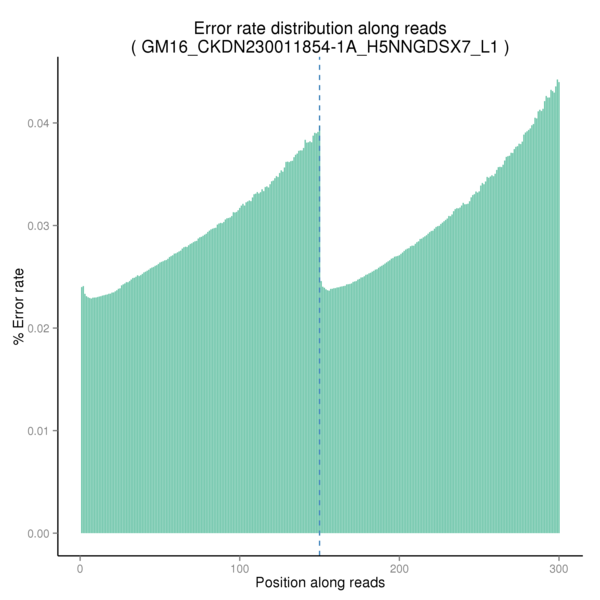 Error rate distribution along reads
( GM16_CKDN230011854-1A_H5NNGDSX7_L1 )
% Error rate
0.04
0.03
0.02
0.01
0.00
0
100
200
300
Position along reads